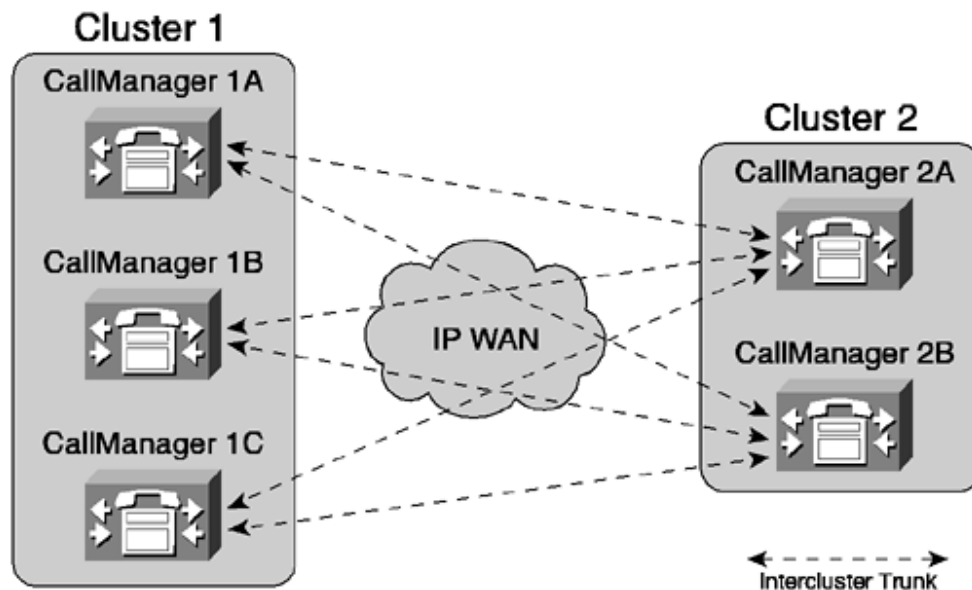 Cluster 1
CallManager 1A
CallManager 1B
CallManager 1C
IP WAN
Cluster 2
CallManager 2A
CallManager 2B
Intercluster Trunk